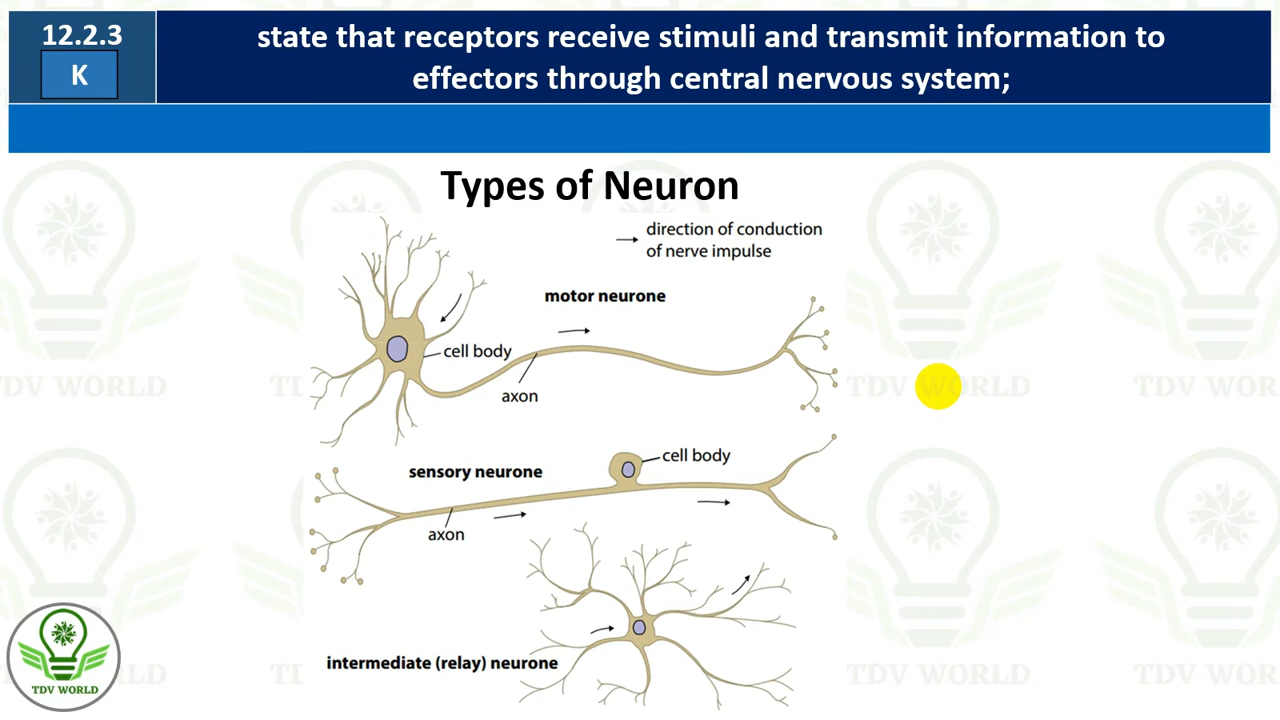 12.2.3
K
state that receptors receive stimuli and transmit information to
effectors through central nervous system;
Types of Neuron
direction of conduction
of nerve impulse
motor neurone
cell body
axon
sensory neurone
cell body
axon
intermediate (relay) neurone
TDV WORLD
TDV WORLD
TDV WORLD
TDV WORLD